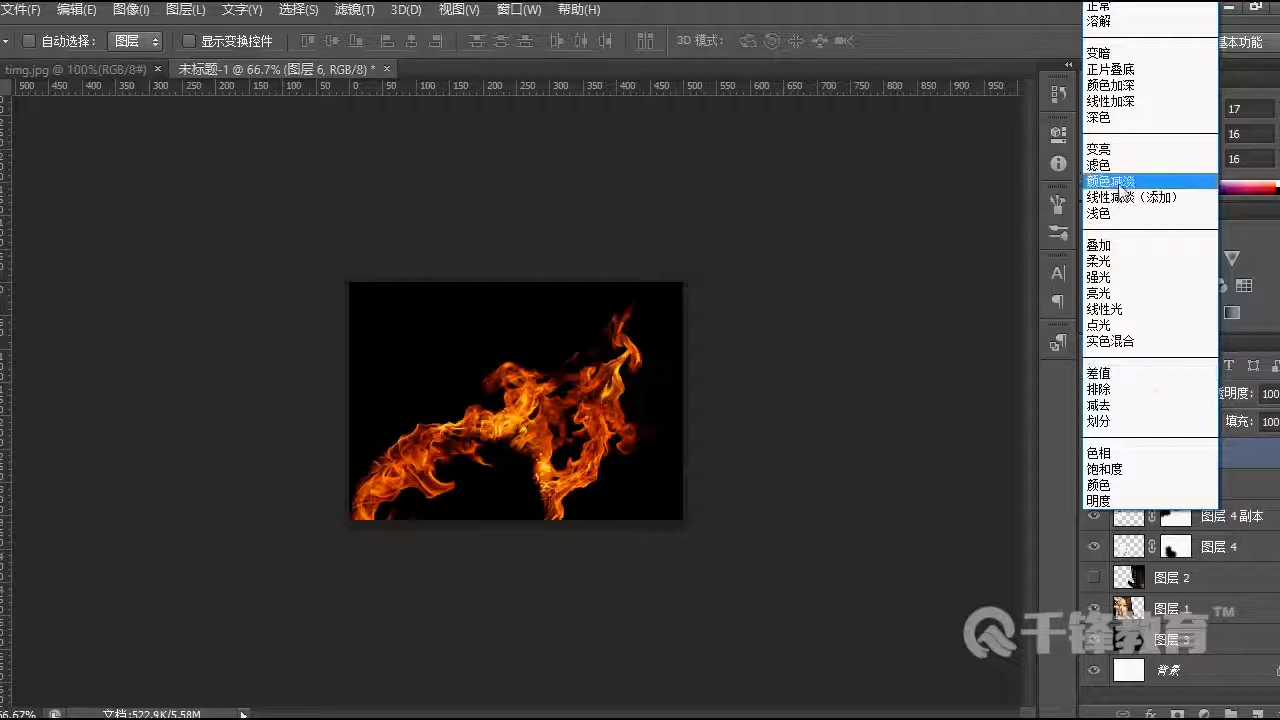 文件(F) 编辑(E) 图像(I) 图层(L) 文字(Y) 选择(S) 滤镜(T) 3D(D) 视图(V) 窗口(W) 帮助(H)
自动选择： 图层 显示变换控件 3D 模式： 基本功能
timg.jpg @ 100%(RGB/8#) × 未标题-1 @ 66.7% (图层 6, RGB/8) * ×
500 450 400 350 300 250 200 150 100 50 0 50 100 150 200 250 300 350 400 450 500 550 600 650 700 750 800 850 900 950
正常
溶解
变暗
正片叠底
颜色加深
线性加深
深色
变亮
滤色
颜色减淡
线性减淡（添加）
浅色
叠加
柔光
强光
亮光
线性光
点光
实色混合
差值
排除
减去
划分
色相
饱和度
颜色
明度
17
16
16
透明度： 100
填充： 100
图层 4 副本
图层 4
图层 2
图层 1
图层 3
背景
千锋教育 TM
66.67% 文档:522.9K/5.58M